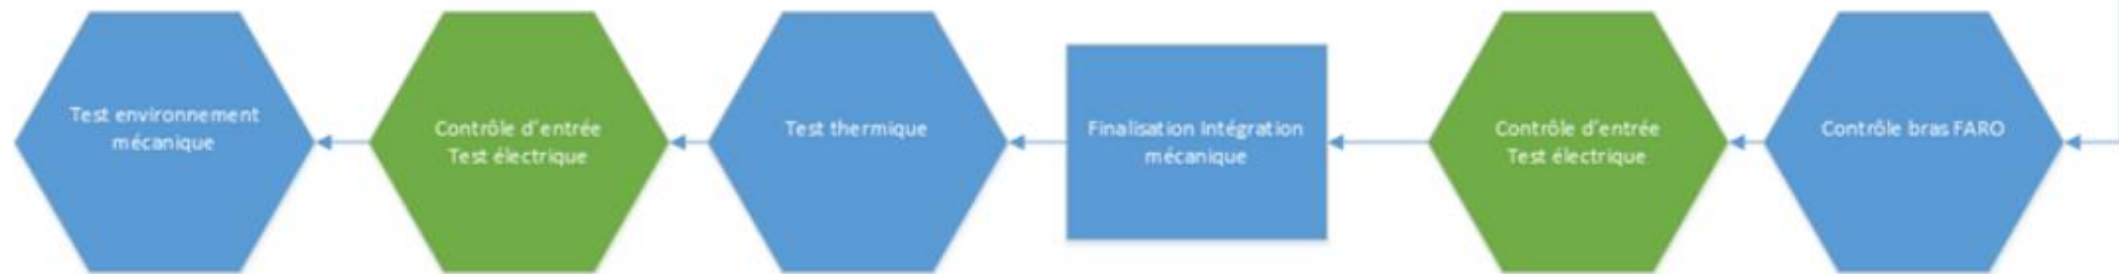 Test environnement
mécanique
Contrôle d'entrée
Test électrique
Test thermique
Finalisation Intégration
mécanique
Contrôle d'entrée
Test électrique
Contrôle bras FARO